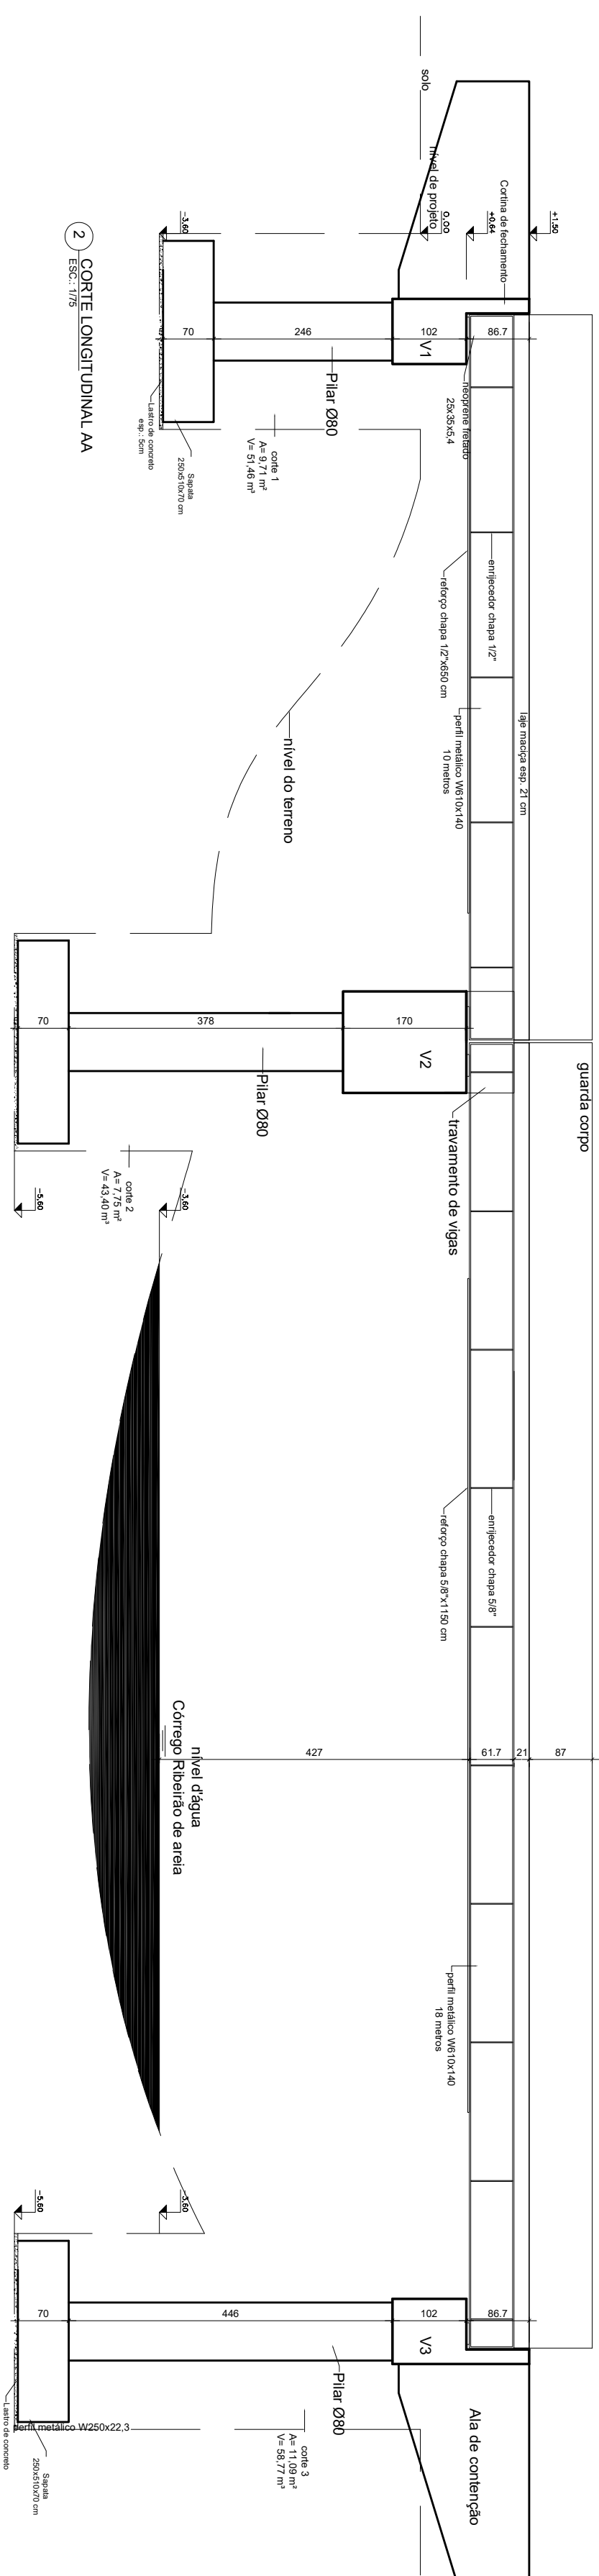 solo
nível de projeto
Cortina de fechamento
+1.50
+0.64
0,00
-3.60
2
CORTE LONGITUDINAL AA
ESC.: 1/75
70
246
102
86.7
V1
Pilar Ø80
neoprene fretado
25x35x5,4
Lastro de concreto
esp.: 5cm
Sapata
250x510x70 cm
corte 1
A= 9,71 m²
V= 51,46 m³
reforço chapa 1/2"x650 cm
enrijecedor chapa 1/2"
perfil metálico W610x140
10 metros
laje maciça esp. 21 cm
nível do terreno
70
378
170
V2
Pilar Ø80
guarda corpo
travamento de vigas
corte 2
A= 7,75 m²
V= 43,40 m³
-5.60
-3.60
reforço chapa 5/8"x1150 cm
enrijecedor chapa 5/8"
nível d'água
Córrego Ribeirão de areia
427
61.7
21
87
perfil metálico W610x140
18 metros
-5.60
-3.60
70
446
102
86.7
V3
Pilar Ø80
Ala de contenção
corte 3
A= 11,09 m²
V= 58,77 m³
perfil metálico W250x22,3
Sapata
250x510x70 cm
Lastro de concreto